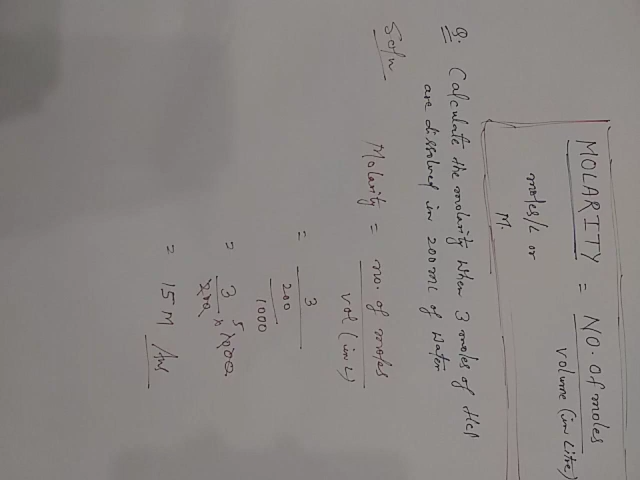 MOLARITY = NO. of moles
volume (in Litre)
moles/L or
M.
Q. Calculate the molarity when 3 moles of Hcl
are dissolved in 200 mL of Water
Soln Molarity = no. of moles
vol (in L)
= 3
200
1000
= 3 x 1000 5
200
= 15 M Ans